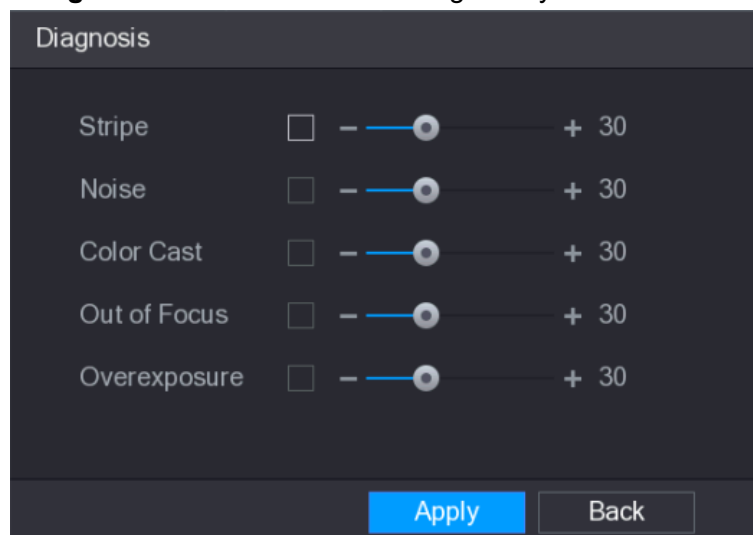 Diagnosis
Stripe - + 30
Noise - + 30
Color Cast - + 30
Out of Focus - + 30
Overexposure - + 30
Apply Back